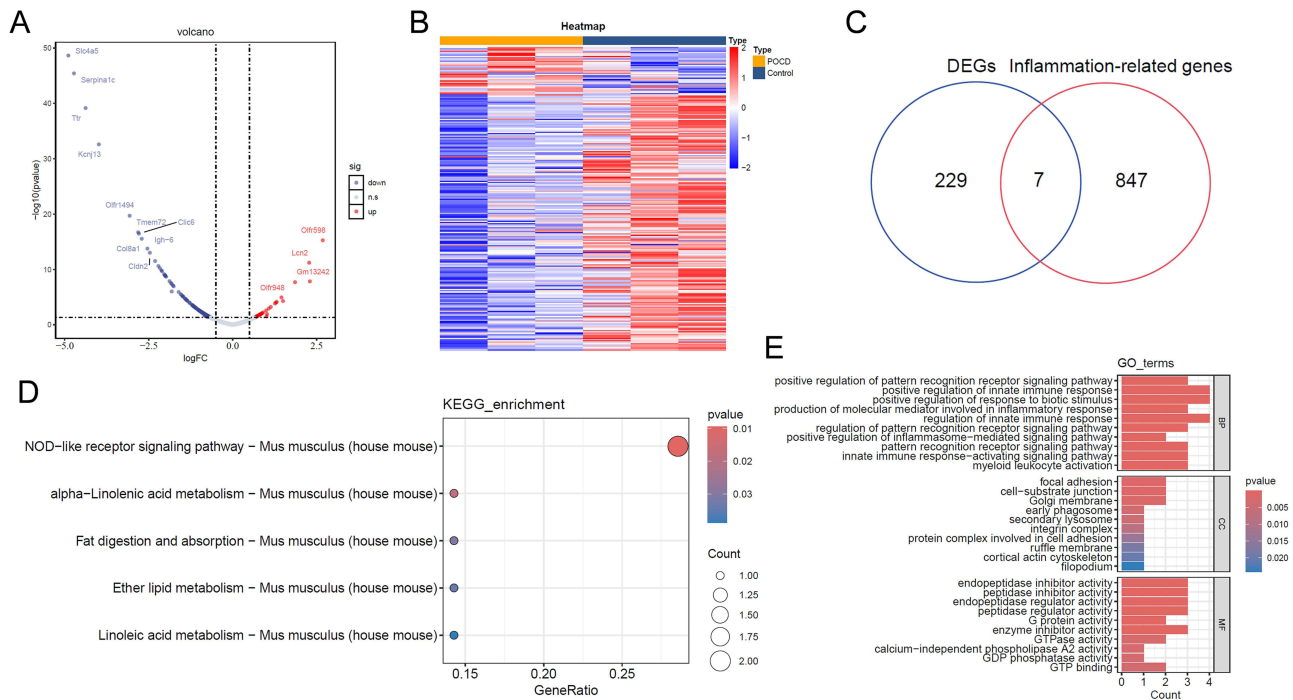 A
volcano
50
40
30
20
10
0
−log10(pvalue)
Slc4a5
Serpina1c
Ttr
Kcnj13
Olfr1494
Tmem72
Clic6
Col8a1
Igh−6
Cldn2
Olfr598
Lcn2
Gm13242
Olfr948
−5.0
−2.5
0.0
2.5
logFC
sig
down
n.s
up
B
Heatmap
Type
Type
POCD
Control
2
1
0
−1
−2
C
DEGs
Inflammation-related genes
229
7
847
D
KEGG_enrichment
NOD−like receptor signaling pathway − Mus musculus (house mouse)
alpha−Linolenic acid metabolism − Mus musculus (house mouse)
Fat digestion and absorption − Mus musculus (house mouse)
Ether lipid metabolism − Mus musculus (house mouse)
Linoleic acid metabolism − Mus musculus (house mouse)
0.15
0.20
0.25
GeneRatio
pvalue
0.01
0.02
0.03
Count
1.00
1.25
1.50
1.75
2.00
E
GO_terms
positive regulation of pattern recognition receptor signaling pathway
positive regulation of innate immune response
positive regulation of response to biotic stimulus
production of molecular mediator involved in inflammatory response
regulation of innate immune response
regulation of pattern recognition receptor signaling pathway
positive regulation of inflammasome−mediated signaling pathway
pattern recognition receptor signaling pathway
innate immune response−activating signaling pathway
myeloid leukocyte activation
BP
focal adhesion
cell−substrate junction
Golgi membrane
early phagosome
secondary lysosome
integrin complex
protein complex involved in cell adhesion
ruffle membrane
cortical actin cytoskeleton
filopodium
CC
endopeptidase inhibitor activity
peptidase inhibitor activity
endopeptidase regulator activity
peptidase regulator activity
G protein activity
enzyme inhibitor activity
GTPase activity
calcium−independent phospholipase A2 activity
GDP phosphatase activity
GTP binding
MF
0
1
2
3
4
Count
pvalue
0.005
0.010
0.015
0.020